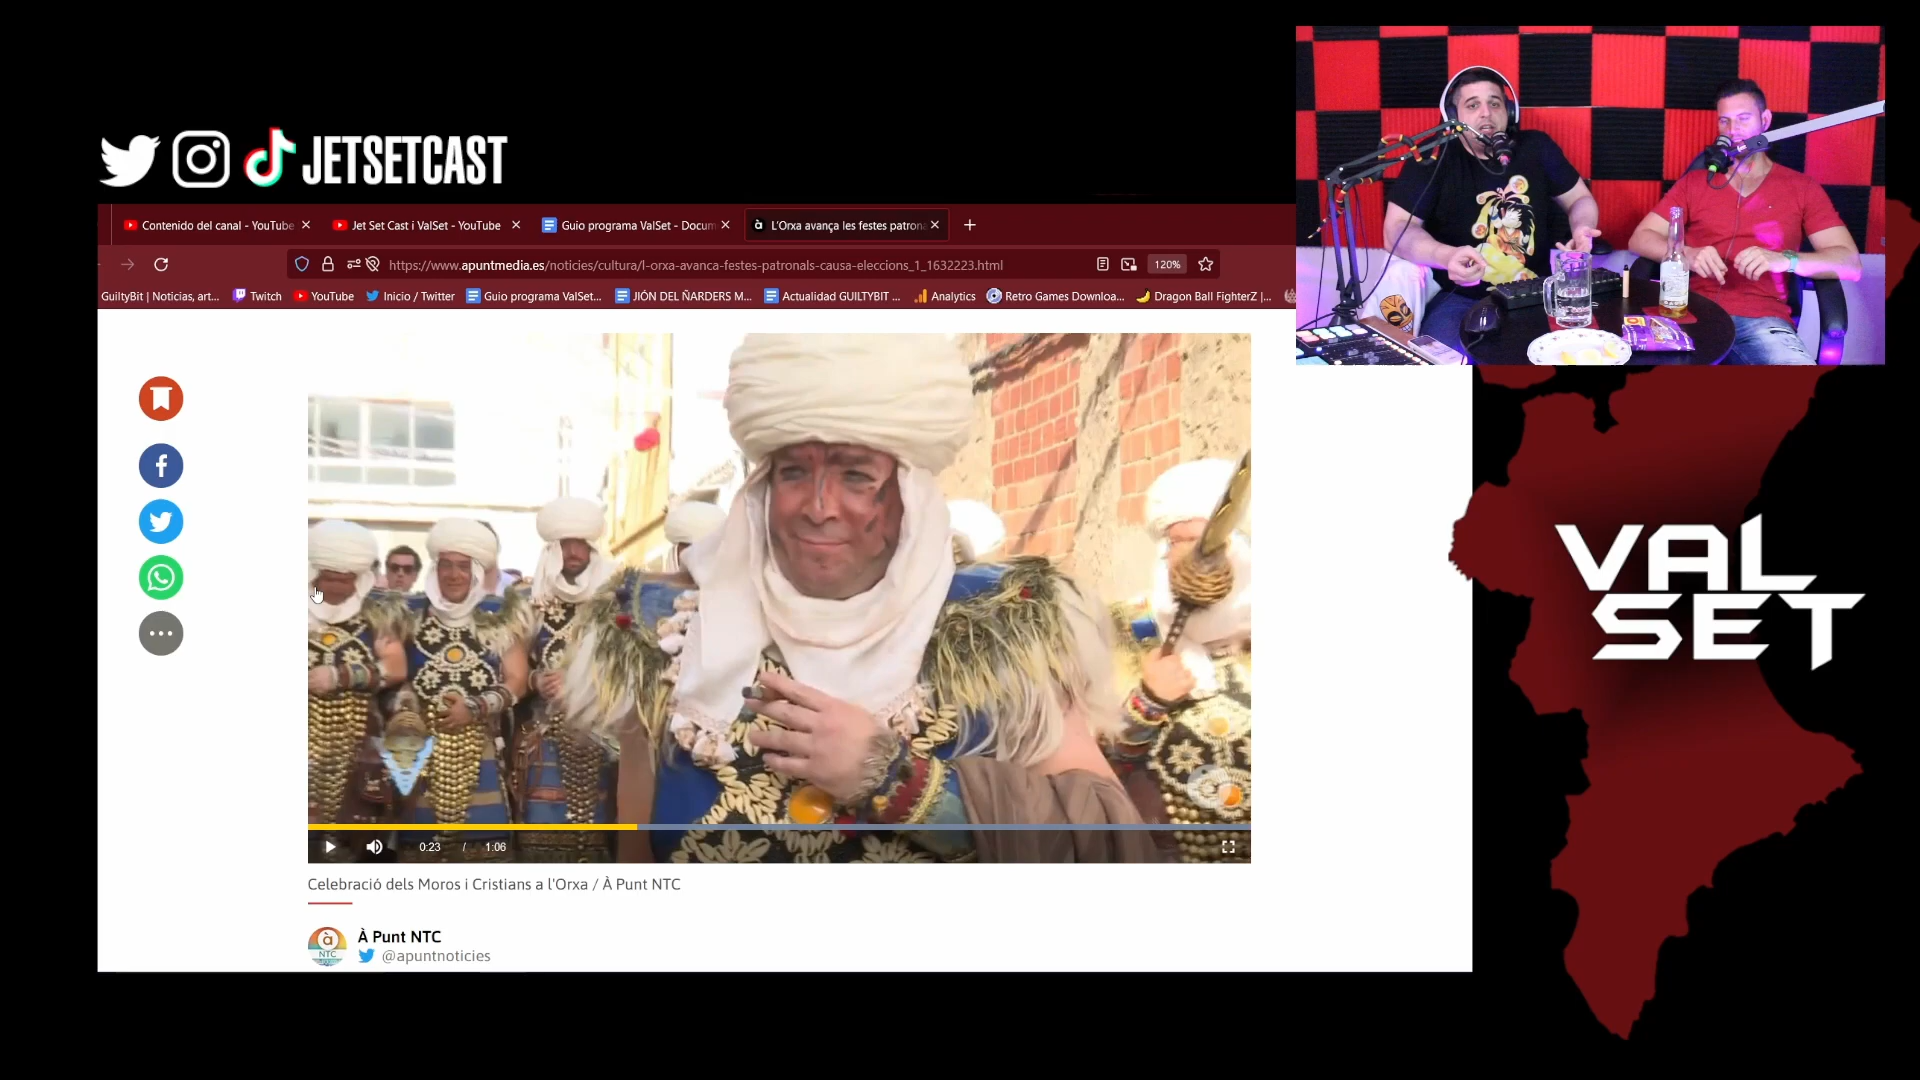 JETSETCAST
Contenido del canal - YouTube
Jet Set Cast i ValSet - YouTube
Guio programa ValSet - Docum
L'Orxa avança les festes patrona
https://www.apuntmedia.es/noticies/cultura/l-orxa-avanca-festes-patronals-causa-eleccions_1_1632223.html
120%
GuiltyBit | Noticias, art...
Twitch
YouTube
Inicio / Twitter
Guio programa ValSet...
JIÓN DEL ÑARDERS M...
Actualidad GUILTYBIT ...
Analytics
Retro Games Downloa...
Dragon Ball FighterZ |...
0:23 / 1:06
Celebració dels Moros i Cristians a l'Orxa / À Punt NTC
à
NTC
À Punt NTC
@apuntnoticies
VAL
SET